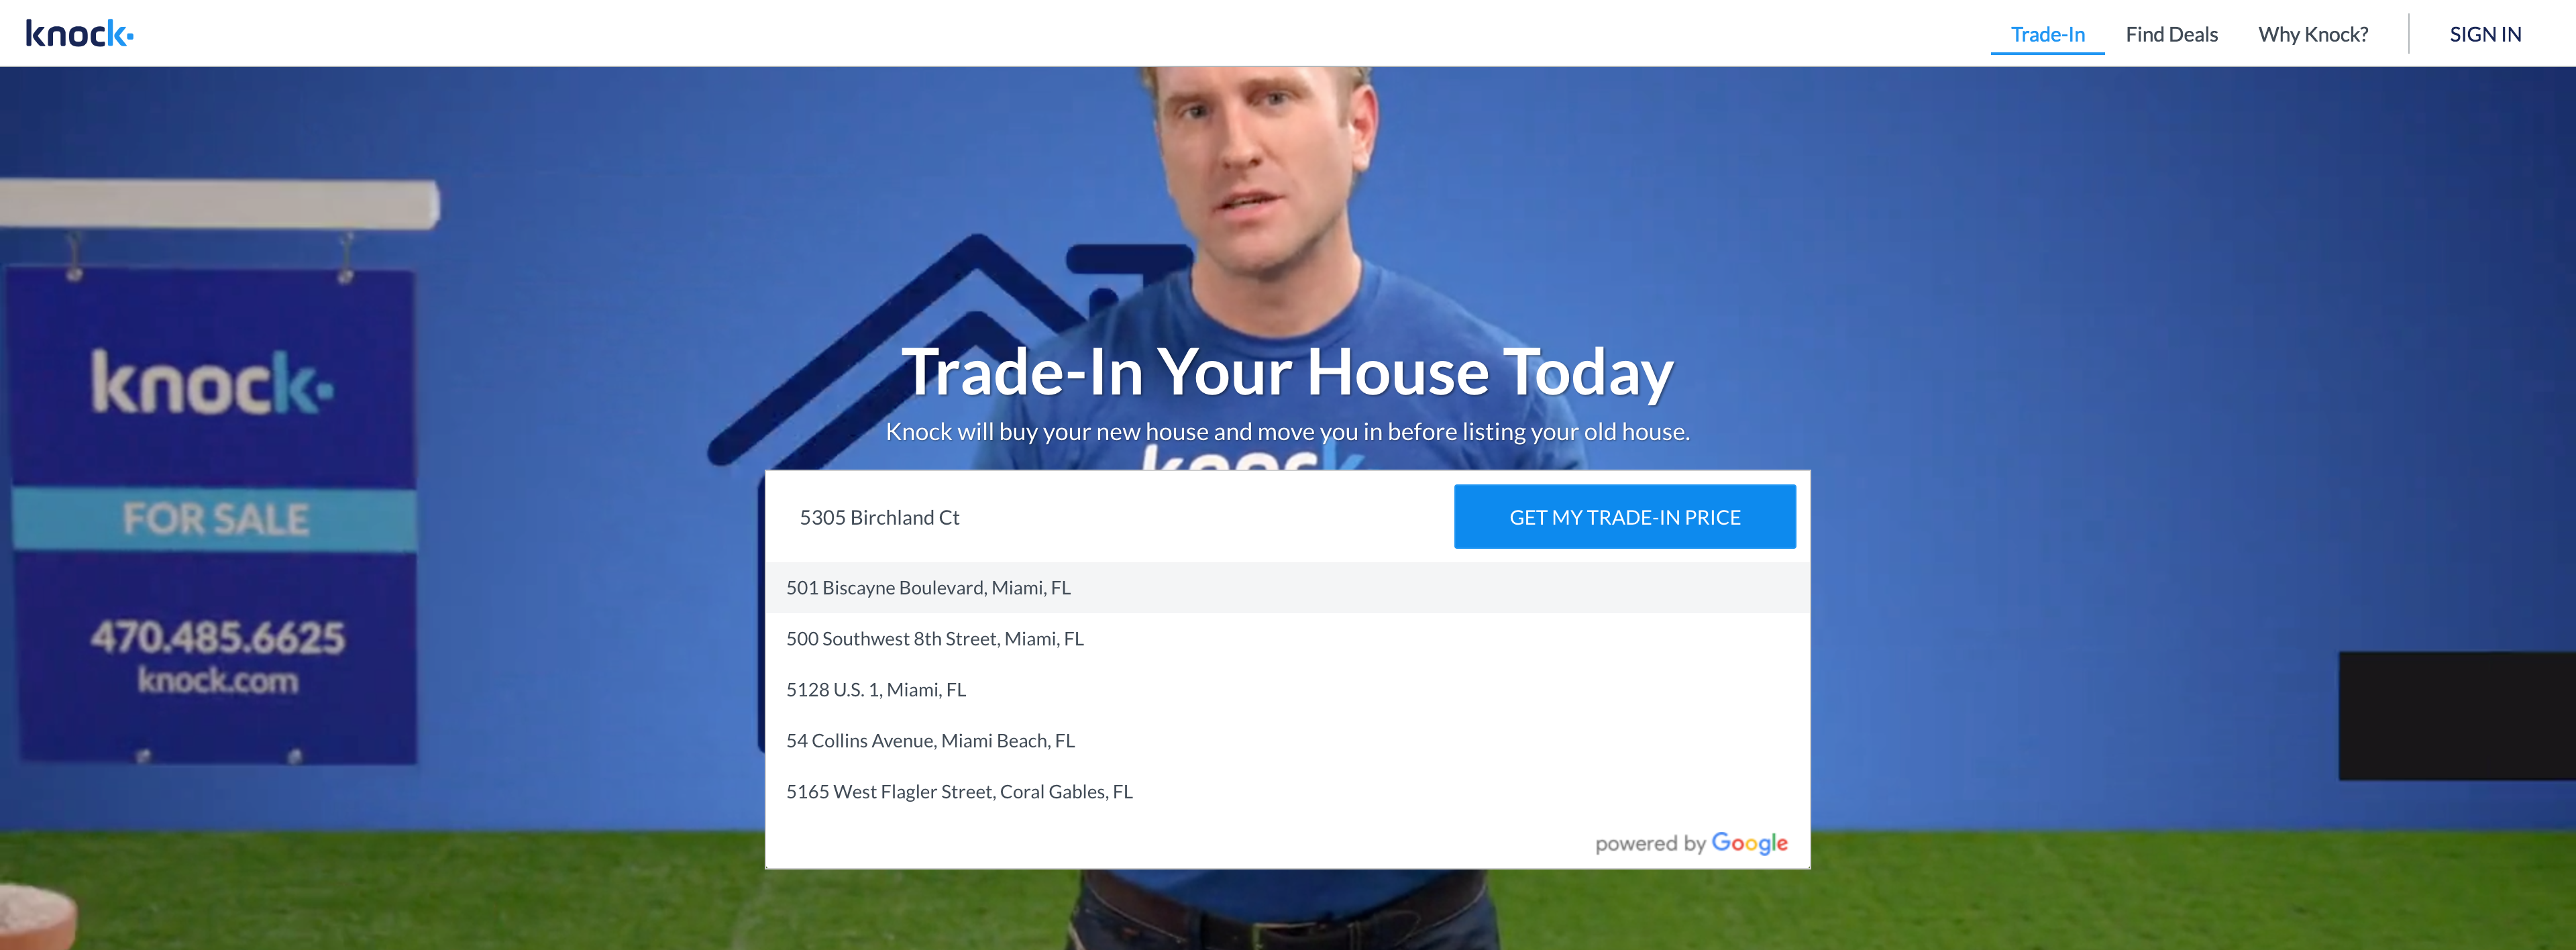 knock
Trade-In
Find Deals
Why Knock?
SIGN IN
knock
FOR SALE
470.485.6625
knock.com
Trade-In Your House Today
Knock will buy your new house and move you in before listing your old house.
knock
5305 Birchland Ct
GET MY TRADE-IN PRICE
501 Biscayne Boulevard, Miami, FL
500 Southwest 8th Street, Miami, FL
5128 U.S. 1, Miami, FL
54 Collins Avenue, Miami Beach, FL
5165 West Flagler Street, Coral Gables, FL
powered by Google